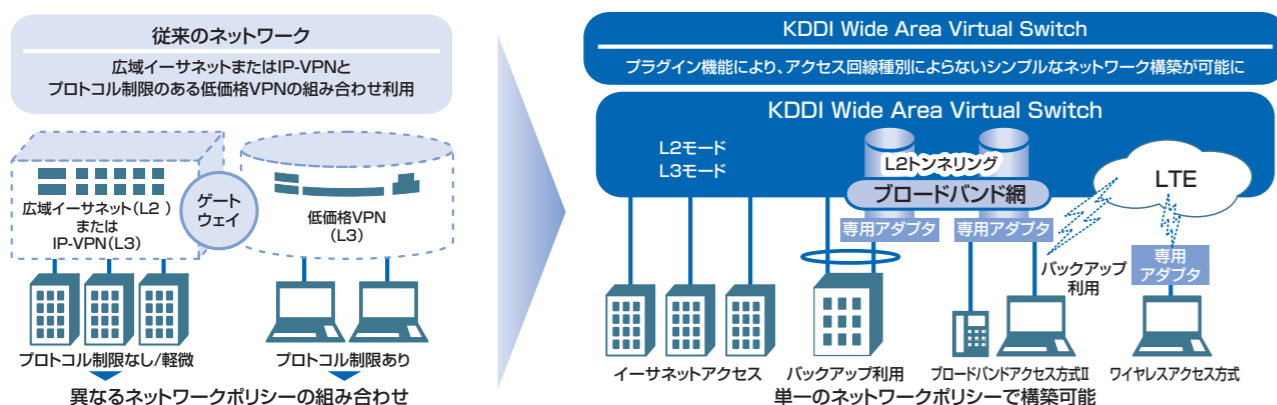 従来のネットワーク
広域イーサネットまたはIP-VPNと
プロトコル制限のある低価格VPNの組み合わせ利用
広域イーサネット(L2)
または
IP-VPN(L3)
ゲート
ウェイ
低価格VPN
(L3)
プロトコル制限なし/軽微
プロトコル制限あり
異なるネットワークポリシーの組み合わせ
KDDI Wide Area Virtual Switch
プラグイン機能により、アクセス回線種別によらないシンプルなネットワーク構築が可能に
KDDI Wide Area Virtual Switch
L2モード
L3モード
L2トンネリング
ブロードバンド網
LTE
専用アダプタ
専用アダプタ
バックアップ
利用
専用
アダプタ
イーサネットアクセス
バックアップ利用
ブロードバンドアクセス方式II
ワイヤレスアクセス方式
単一のネットワークポリシーで構築可能